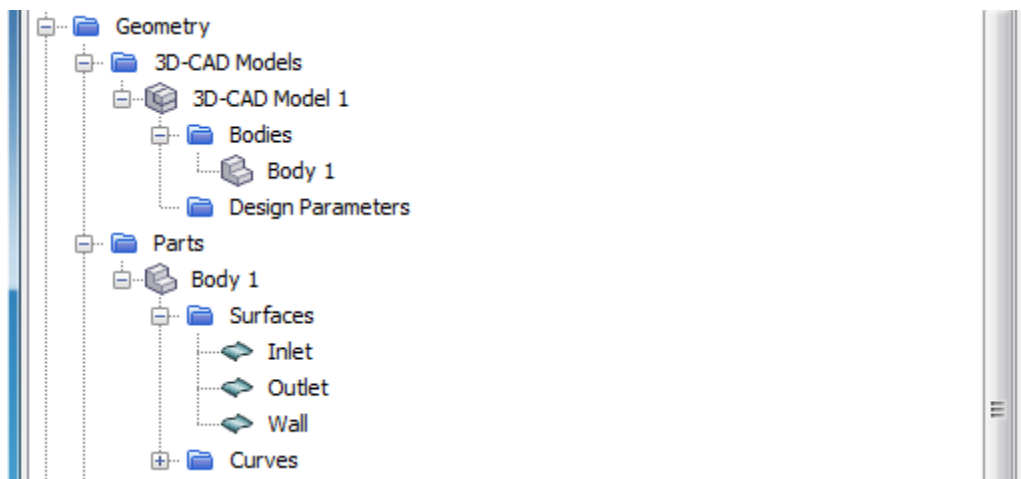 Geometry
3D-CAD Models
3D-CAD Model 1
Bodies
Body 1
Design Parameters
Parts
Body 1
Surfaces
Inlet
Outlet
Wall
Curves